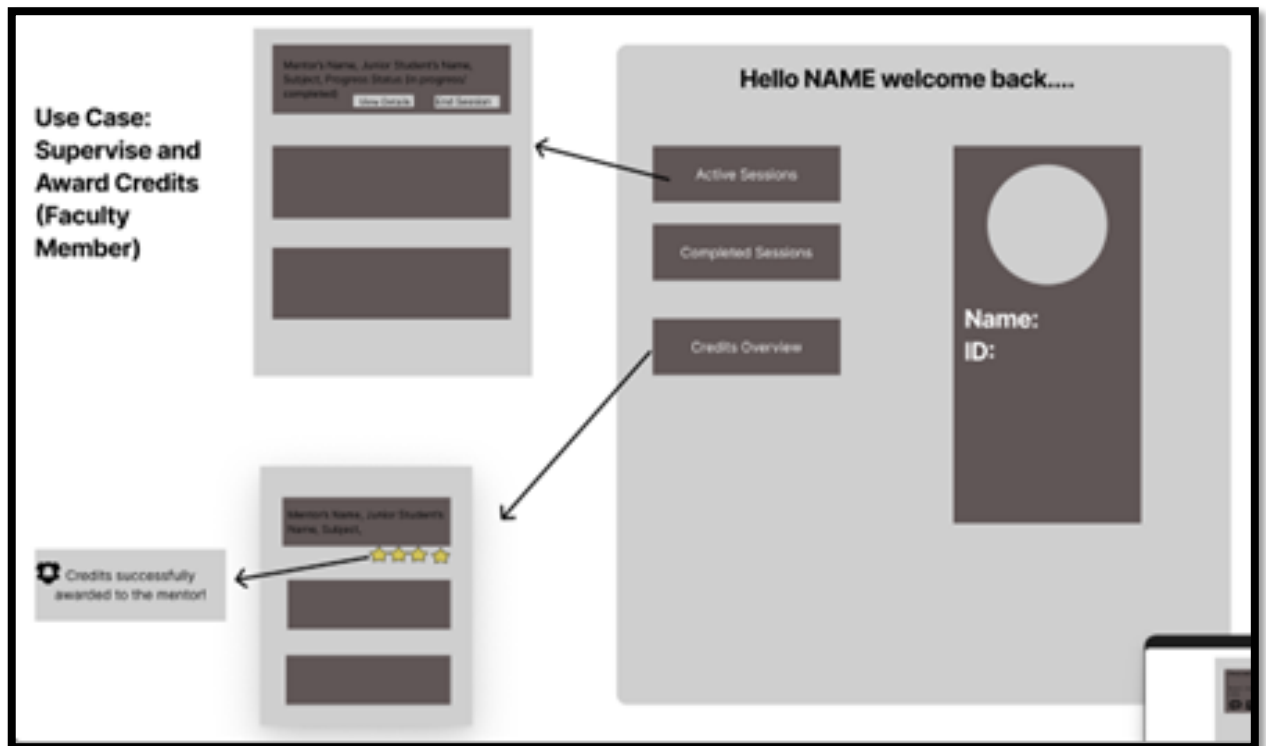 Use Case:
Supervise and
Award Credits
(Faculty
Member)
Mentor's Name, Junior Student's Name,
Subject, Progress Status (in progress/
completed)
View Details
End Session
Hello NAME welcome back....
Active Sessions
Completed Sessions
Credits Overview
Name:
ID:
Mentor's Name, Junior Student's
Name, Subject,
Credits successfully
awarded to the mentor!